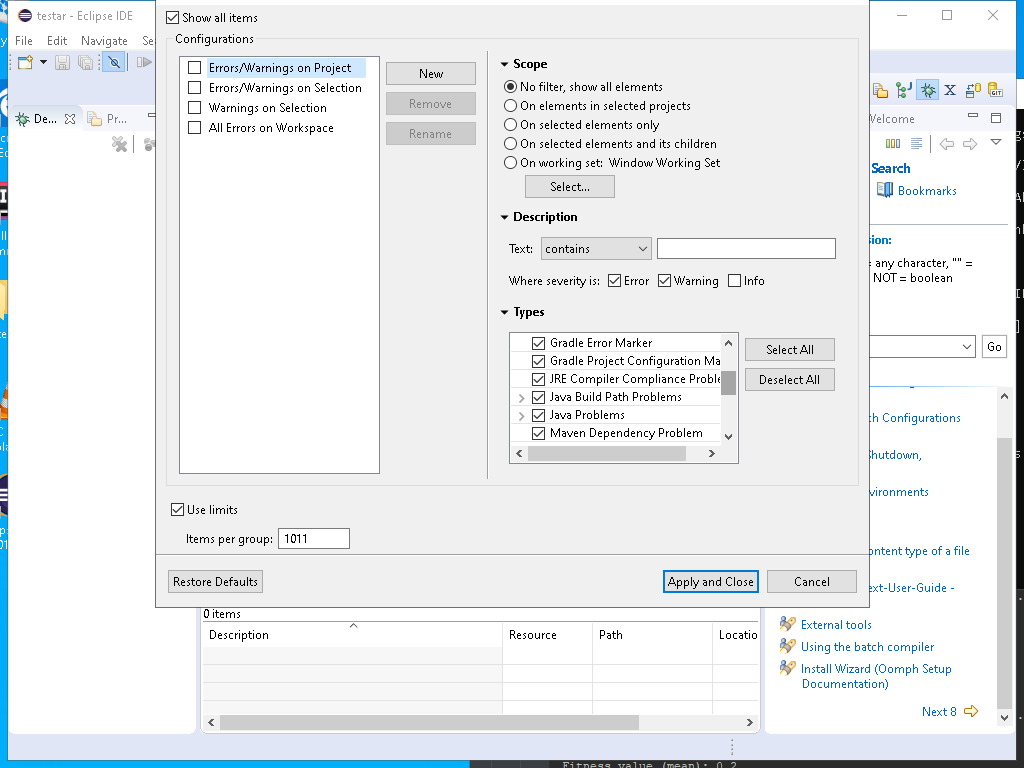 testar - Eclipse IDE
File Edit Navigate Se
Show all items
Configurations
Errors/Warnings on Project
Errors/Warnings on Selection
Warnings on Selection
All Errors on Workspace
New
Remove
Rename
Scope
No filter, show all elements
On elements in selected projects
On selected elements only
On selected elements and its children
On working set: Window Working Set
Select...
Description
Text: contains
Where severity is: Error Warning Info
Types
Gradle Error Marker
Gradle Project Configuration Ma
JRE Compiler Compliance Proble
Java Build Path Problems
Java Problems
Maven Dependency Problem
Select All
Deselect All
Use limits
Items per group: 1011
Restore Defaults
Apply and Close
Cancel
De...
Pr...
Welcome
Search
Bookmarks
sion:
= any character, "" =
NOT = boolean
Go
th Configurations
Shutdown,
vironments
ontent type of a file
ext-User-Guide -
External tools
Using the batch compiler
Install Wizard (Oomph Setup
Documentation)
Next 8
0 items
Description Resource Path Locatio
Fitness value (mean): 0.2